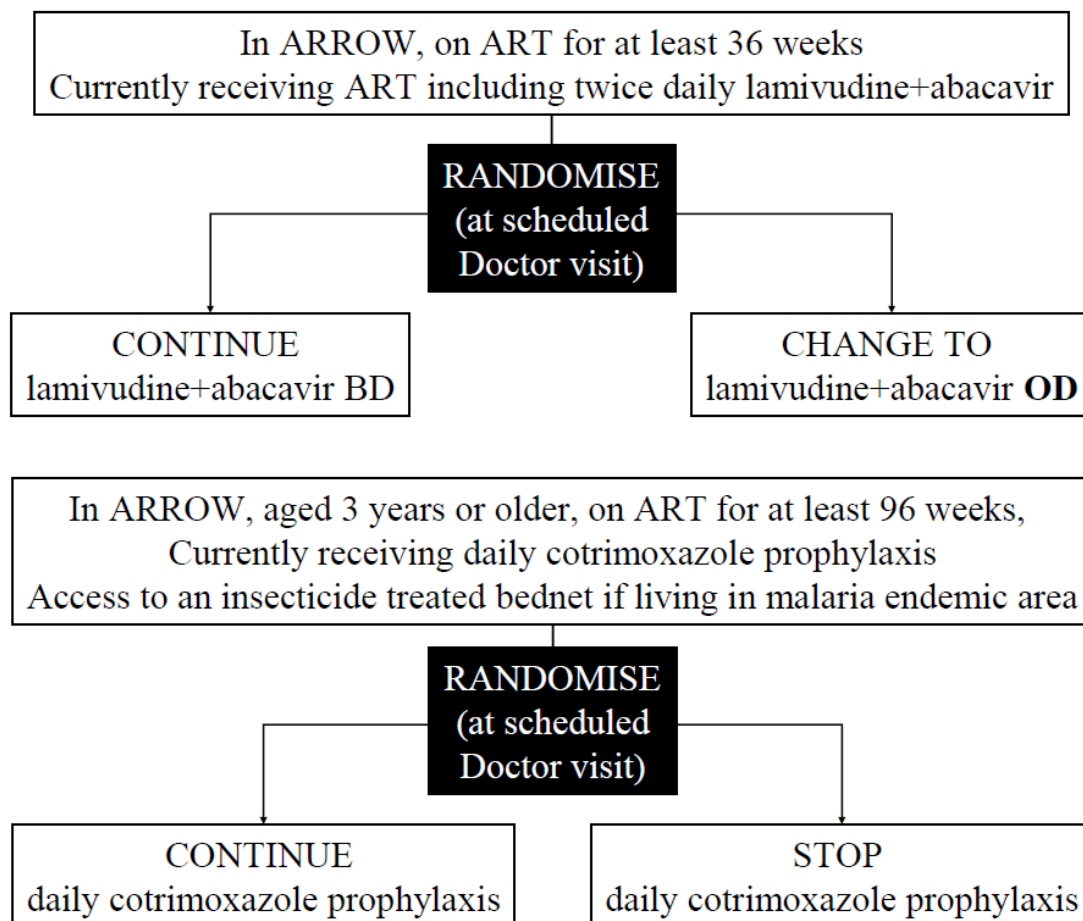 In ARROW, on ART for at least 36 weeks
Currently receiving ART including twice daily lamivudine+abacavir
RANDOMISE
(at scheduled
Doctor visit)
CONTINUE
lamivudine+abacavir BD
CHANGE TO
lamivudine+abacavir OD
In ARROW, aged 3 years or older, on ART for at least 96 weeks,
Currently receiving daily cotrimoxazole prophylaxis
Access to an insecticide treated bednet if living in malaria endemic area
RANDOMISE
(at scheduled
Doctor visit)
CONTINUE
daily cotrimoxazole prophylaxis
STOP
daily cotrimoxazole prophylaxis